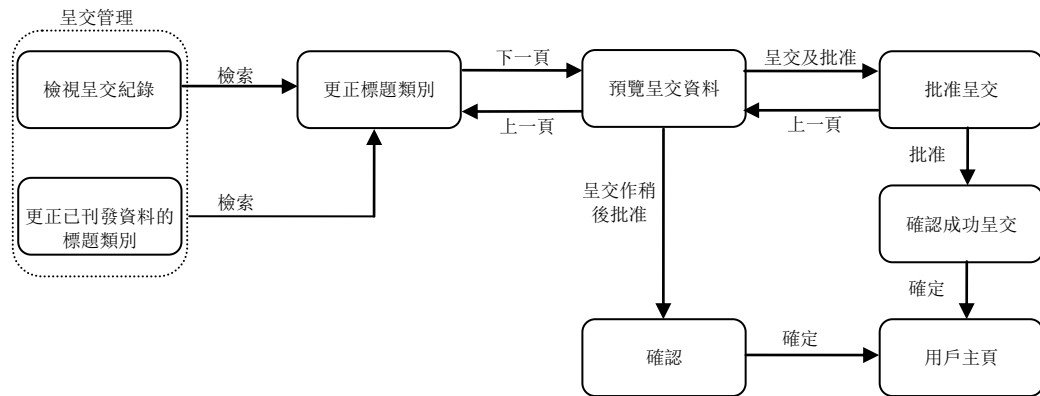 呈交管理
檢視呈交紀錄
檢索
更正標題類別
下一頁
上一頁
預覽呈交資料
呈交及批准
上一頁
批准呈交
更正已刊發資料的
標題類別
檢索
呈交作稍
後批准
批准
確認成功呈交
確定
確認
確定
用戶主頁